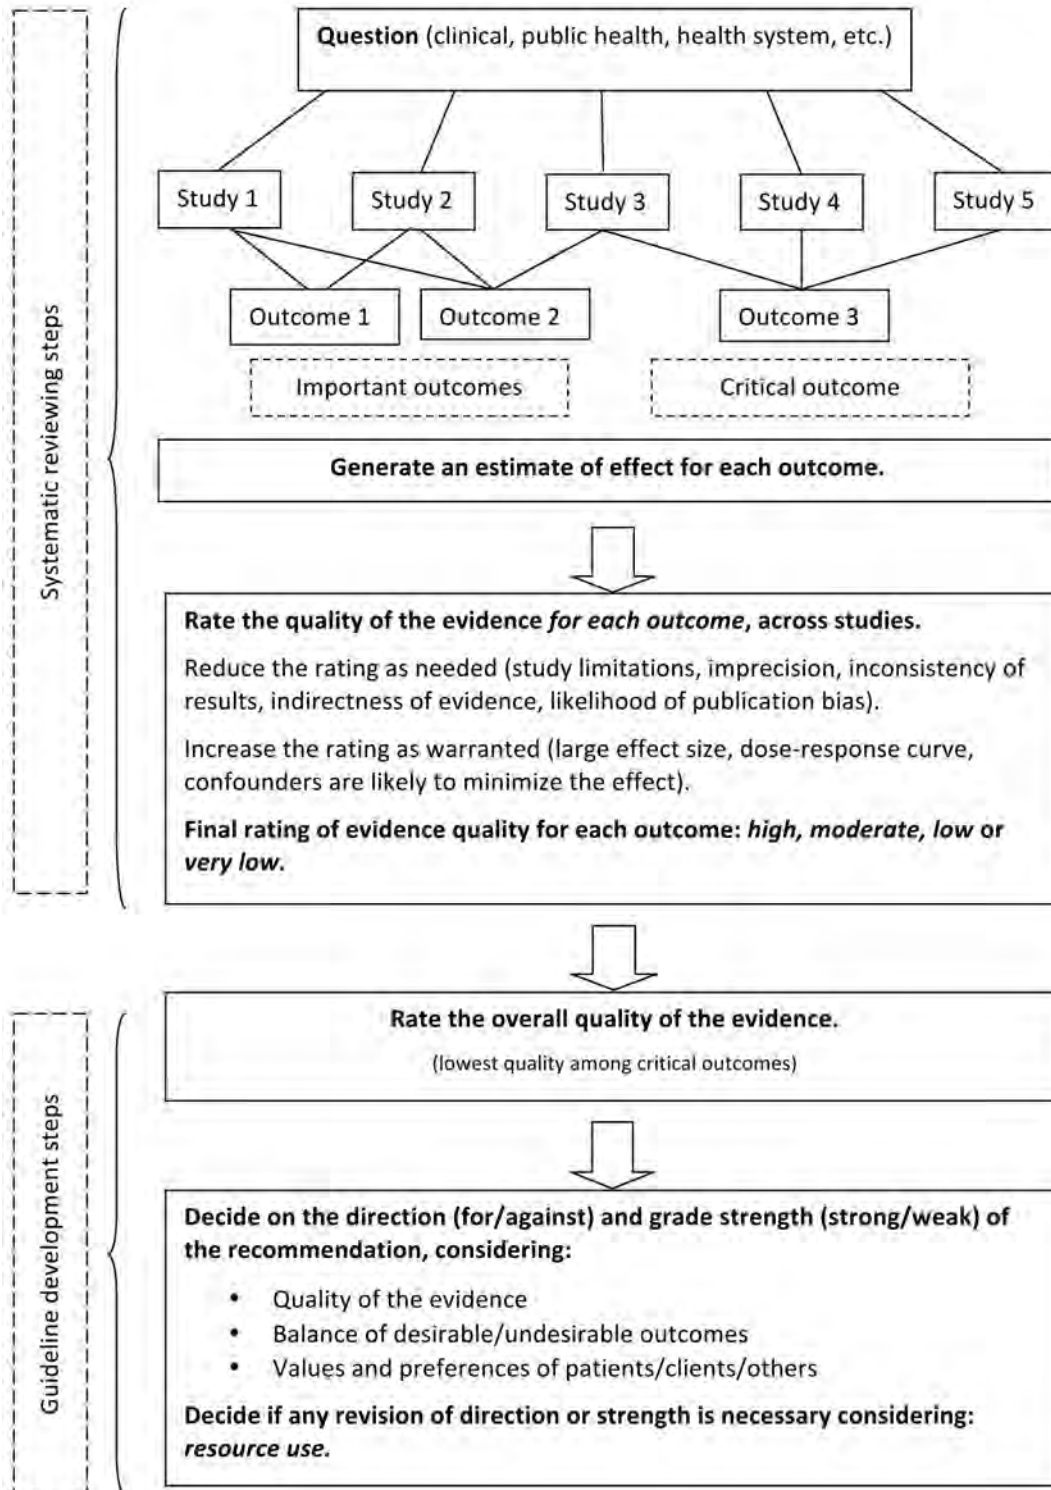 Question (clinical, public health, health system, etc.)
Study 1
Study 2
Study 3
Study 4
Study 5
Outcome 1
Outcome 2
Outcome 3
Important outcomes
Critical outcome
Systematic reviewing steps
Generate an estimate of effect for each outcome.
Rate the quality of the evidence for each outcome, across studies.
Reduce the rating as needed (study limitations, imprecision, inconsistency of
results, indirectness of evidence, likelihood of publication bias).
Increase the rating as warranted (large effect size, dose-response curve,
confounders are likely to minimize the effect).
Final rating of evidence quality for each outcome: high, moderate, low or
very low.
Rate the overall quality of the evidence.
(lowest quality among critical outcomes)
Guideline development steps
Decide on the direction (for/against) and grade strength (strong/weak) of
the recommendation, considering:
• Quality of the evidence
• Balance of desirable/undesirable outcomes
• Values and preferences of patients/clients/others
Decide if any revision of direction or strength is necessary considering:
resource use.